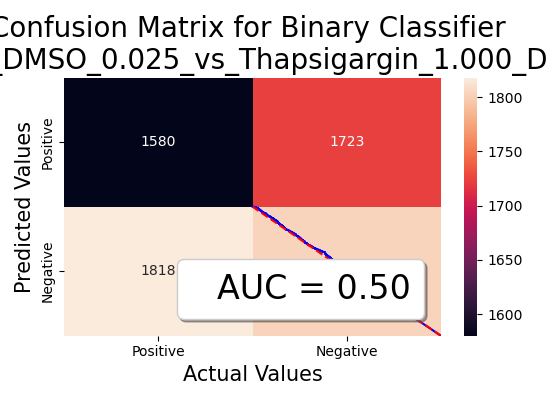 Confusion Matrix for Binary Classifier
_DMSO_0.025_vs_Thapsigargin_1.000_D
Predicted Values
Positive
Negative
1580
1723
1818
AUC = 0.50
Positive
Negative
Actual Values
1800
1750
1700
1650
1600